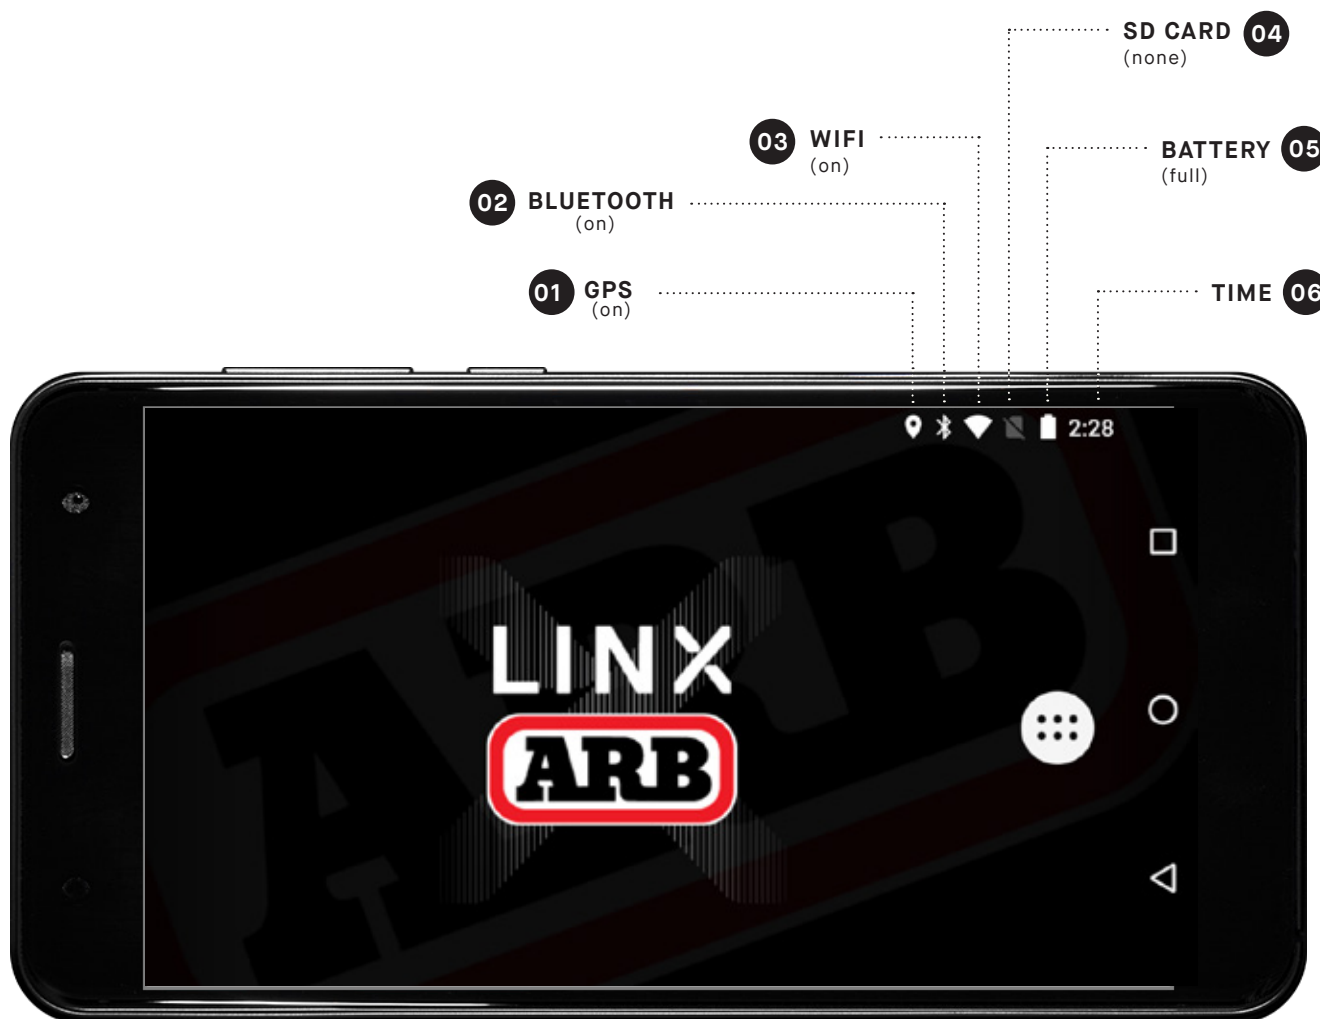 SD CARD 04
(none)
03 WIFI
(on)
BATTERY 05
(full)
02 BLUETOOTH
(on)
01 GPS
(on)
TIME 06
2:28
LINX
ARB
ARB